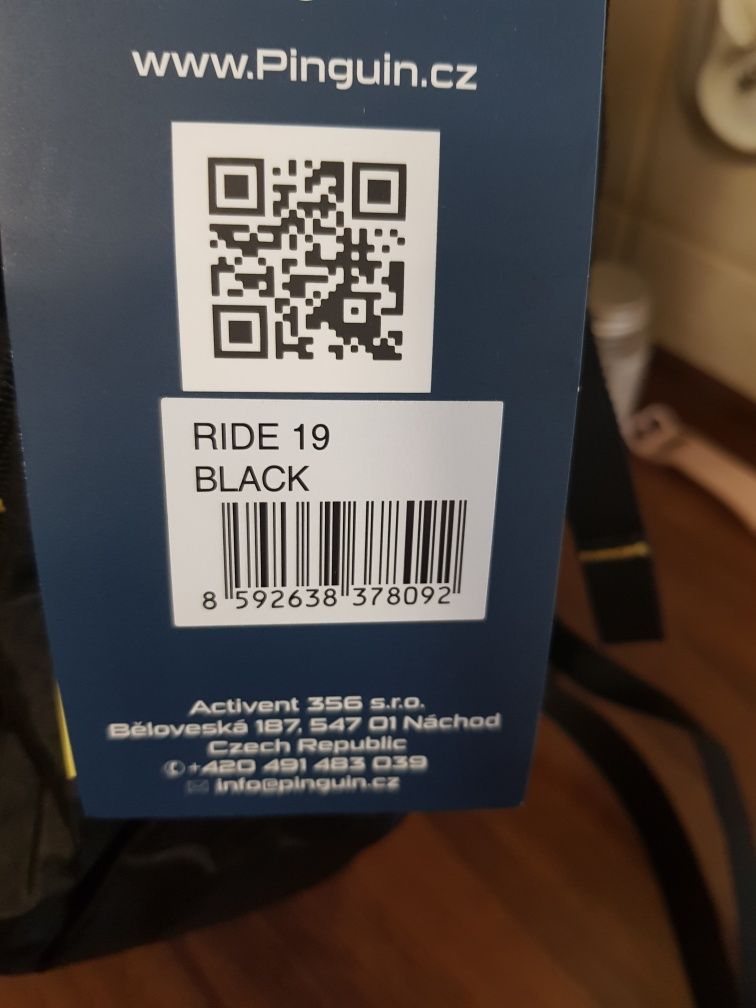 www.Pinguin.cz
RIDE 19
BLACK
8 592638 378092
Activent 356 s.r.o.
Běloveská 187, 547 01 Náchod
Czech Republic
✆+420 491 483 039
✉ info@pinguin.cz